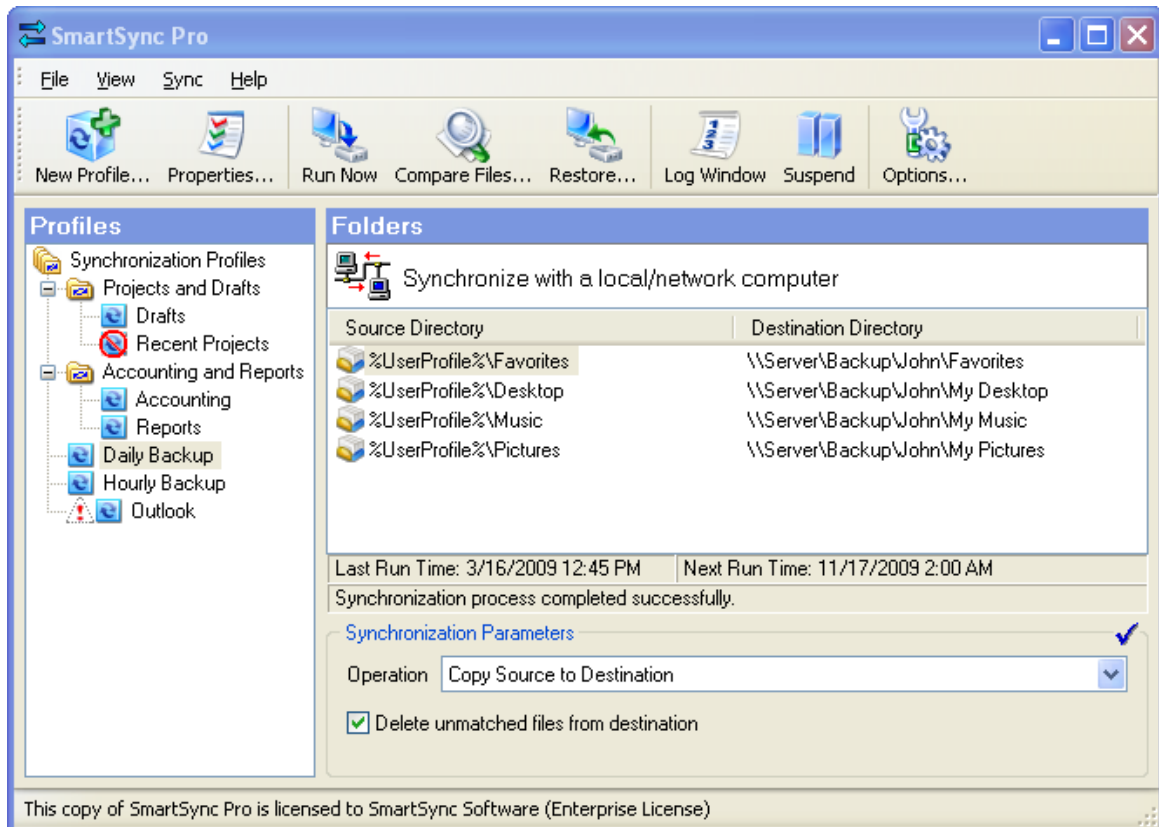 SmartSync Pro
File View Sync Help
New Profile... Properties... Run Now Compare Files... Restore... Log Window Suspend Options...
Profiles
Synchronization Profiles
Projects and Drafts
Drafts
Recent Projects
Accounting and Reports
Accounting
Reports
Daily Backup
Hourly Backup
Outlook
Folders
Synchronize with a local/network computer
Source Directory Destination Directory
%UserProfile%\Favorites \\Server\Backup\John\Favorites
%UserProfile%\Desktop \\Server\Backup\John\My Desktop
%UserProfile%\Music \\Server\Backup\John\My Music
%UserProfile%\Pictures \\Server\Backup\John\My Pictures
Last Run Time: 3/16/2009 12:45 PM Next Run Time: 11/17/2009 2:00 AM
Synchronization process completed successfully.
Synchronization Parameters
Operation Copy Source to Destination
Delete unmatched files from destination
This copy of SmartSync Pro is licensed to SmartSync Software (Enterprise License)